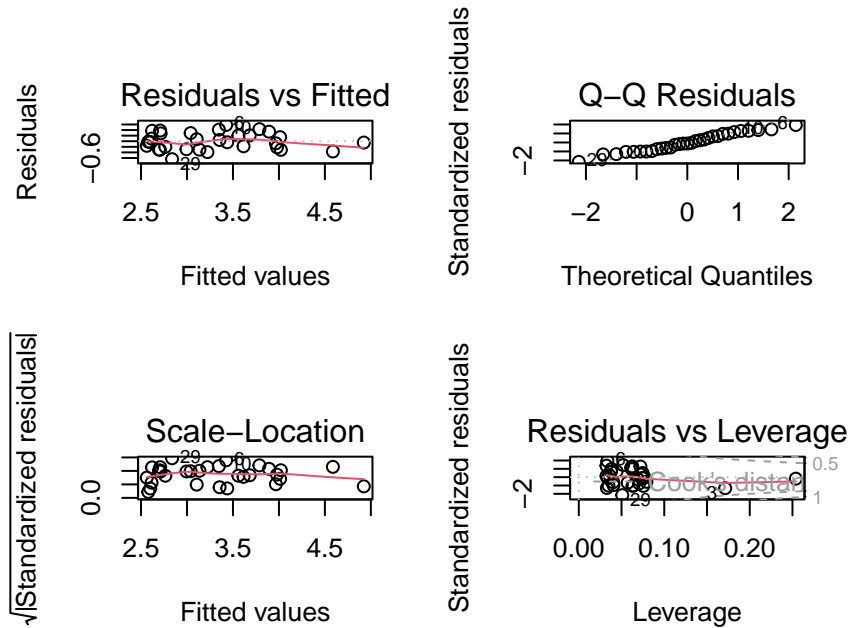 Residuals vs Fitted
Residuals
−0.6
6
29
2.5 3.5 4.5
Fitted values
Q−Q Residuals
Standardized residuals
−2
29
6
−2 0 1 2
Theoretical Quantiles
Scale−Location
√|Standardized residuals|
0.0
29
6
2.5 3.5 4.5
Fitted values
Residuals vs Leverage
Standardized residuals
−2
6
29
3
Cook's distan
0.5
1
0.00 0.10 0.20
Leverage